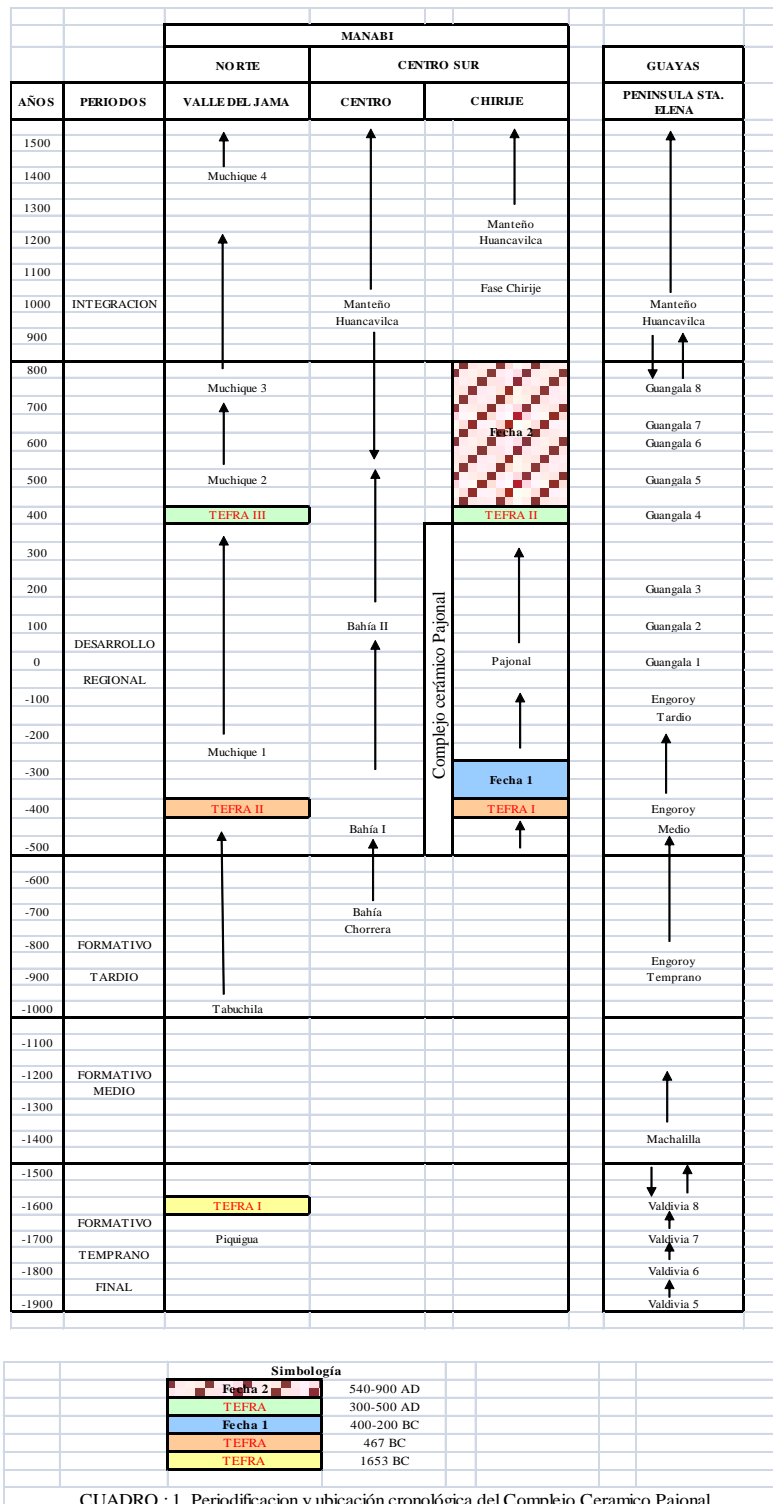 MANABI
NORTE CENTRO SUR GUAYAS
AÑOS PERIODOS VALLE DEL JAMA CENTRO CHIRIJE PENINSULA STA.
ELENA
1500
1400 Muchique 4
1300
Manteño
1200 Huancavilca
1100
Fase Chirije
1000 INTEGRACION Manteño Manteño
Huancavilca Huancavilca
900
800
Muchique 3 Guangala 8
700
Guangala 7
600 Fecha 2 Guangala 6
500 Muchique 2 Guangala 5
400 TEFRA III TEFRA II Guangala 4
300
200 Guangala 3
100 Bahía II Guangala 2
DESARROLLO
0 Pajonal Guangala 1
REGIONAL
-100 Engoroy
Tardio
-200
Muchique 1
Complejo cerámico Pajonal
-300 Fecha 1
-400 TEFRA II TEFRA I Engoroy
Bahía I Medio
-500
-600
-700 Bahía
Chorrera
-800 FORMATIVO
Engoroy
-900 TARDIO Temprano
-1000 Tabuchila
-1100
-1200 FORMATIVO
MEDIO
-1300
-1400 Machalilla
-1500
-1600 TEFRA I Valdivia 8
FORMATIVO
-1700 Piquigua Valdivia 7
TEMPRANO
-1800 Valdivia 6
FINAL
-1900 Valdivia 5
Simbología
Fecha 2 540-900 AD
TEFRA 300-500 AD
Fecha 1 400-200 BC
TEFRA 467 BC
TEFRA 1653 BC
CUADRO : 1 Periodificacion y ubicación cronológica del Complejo Ceramico Pajonal